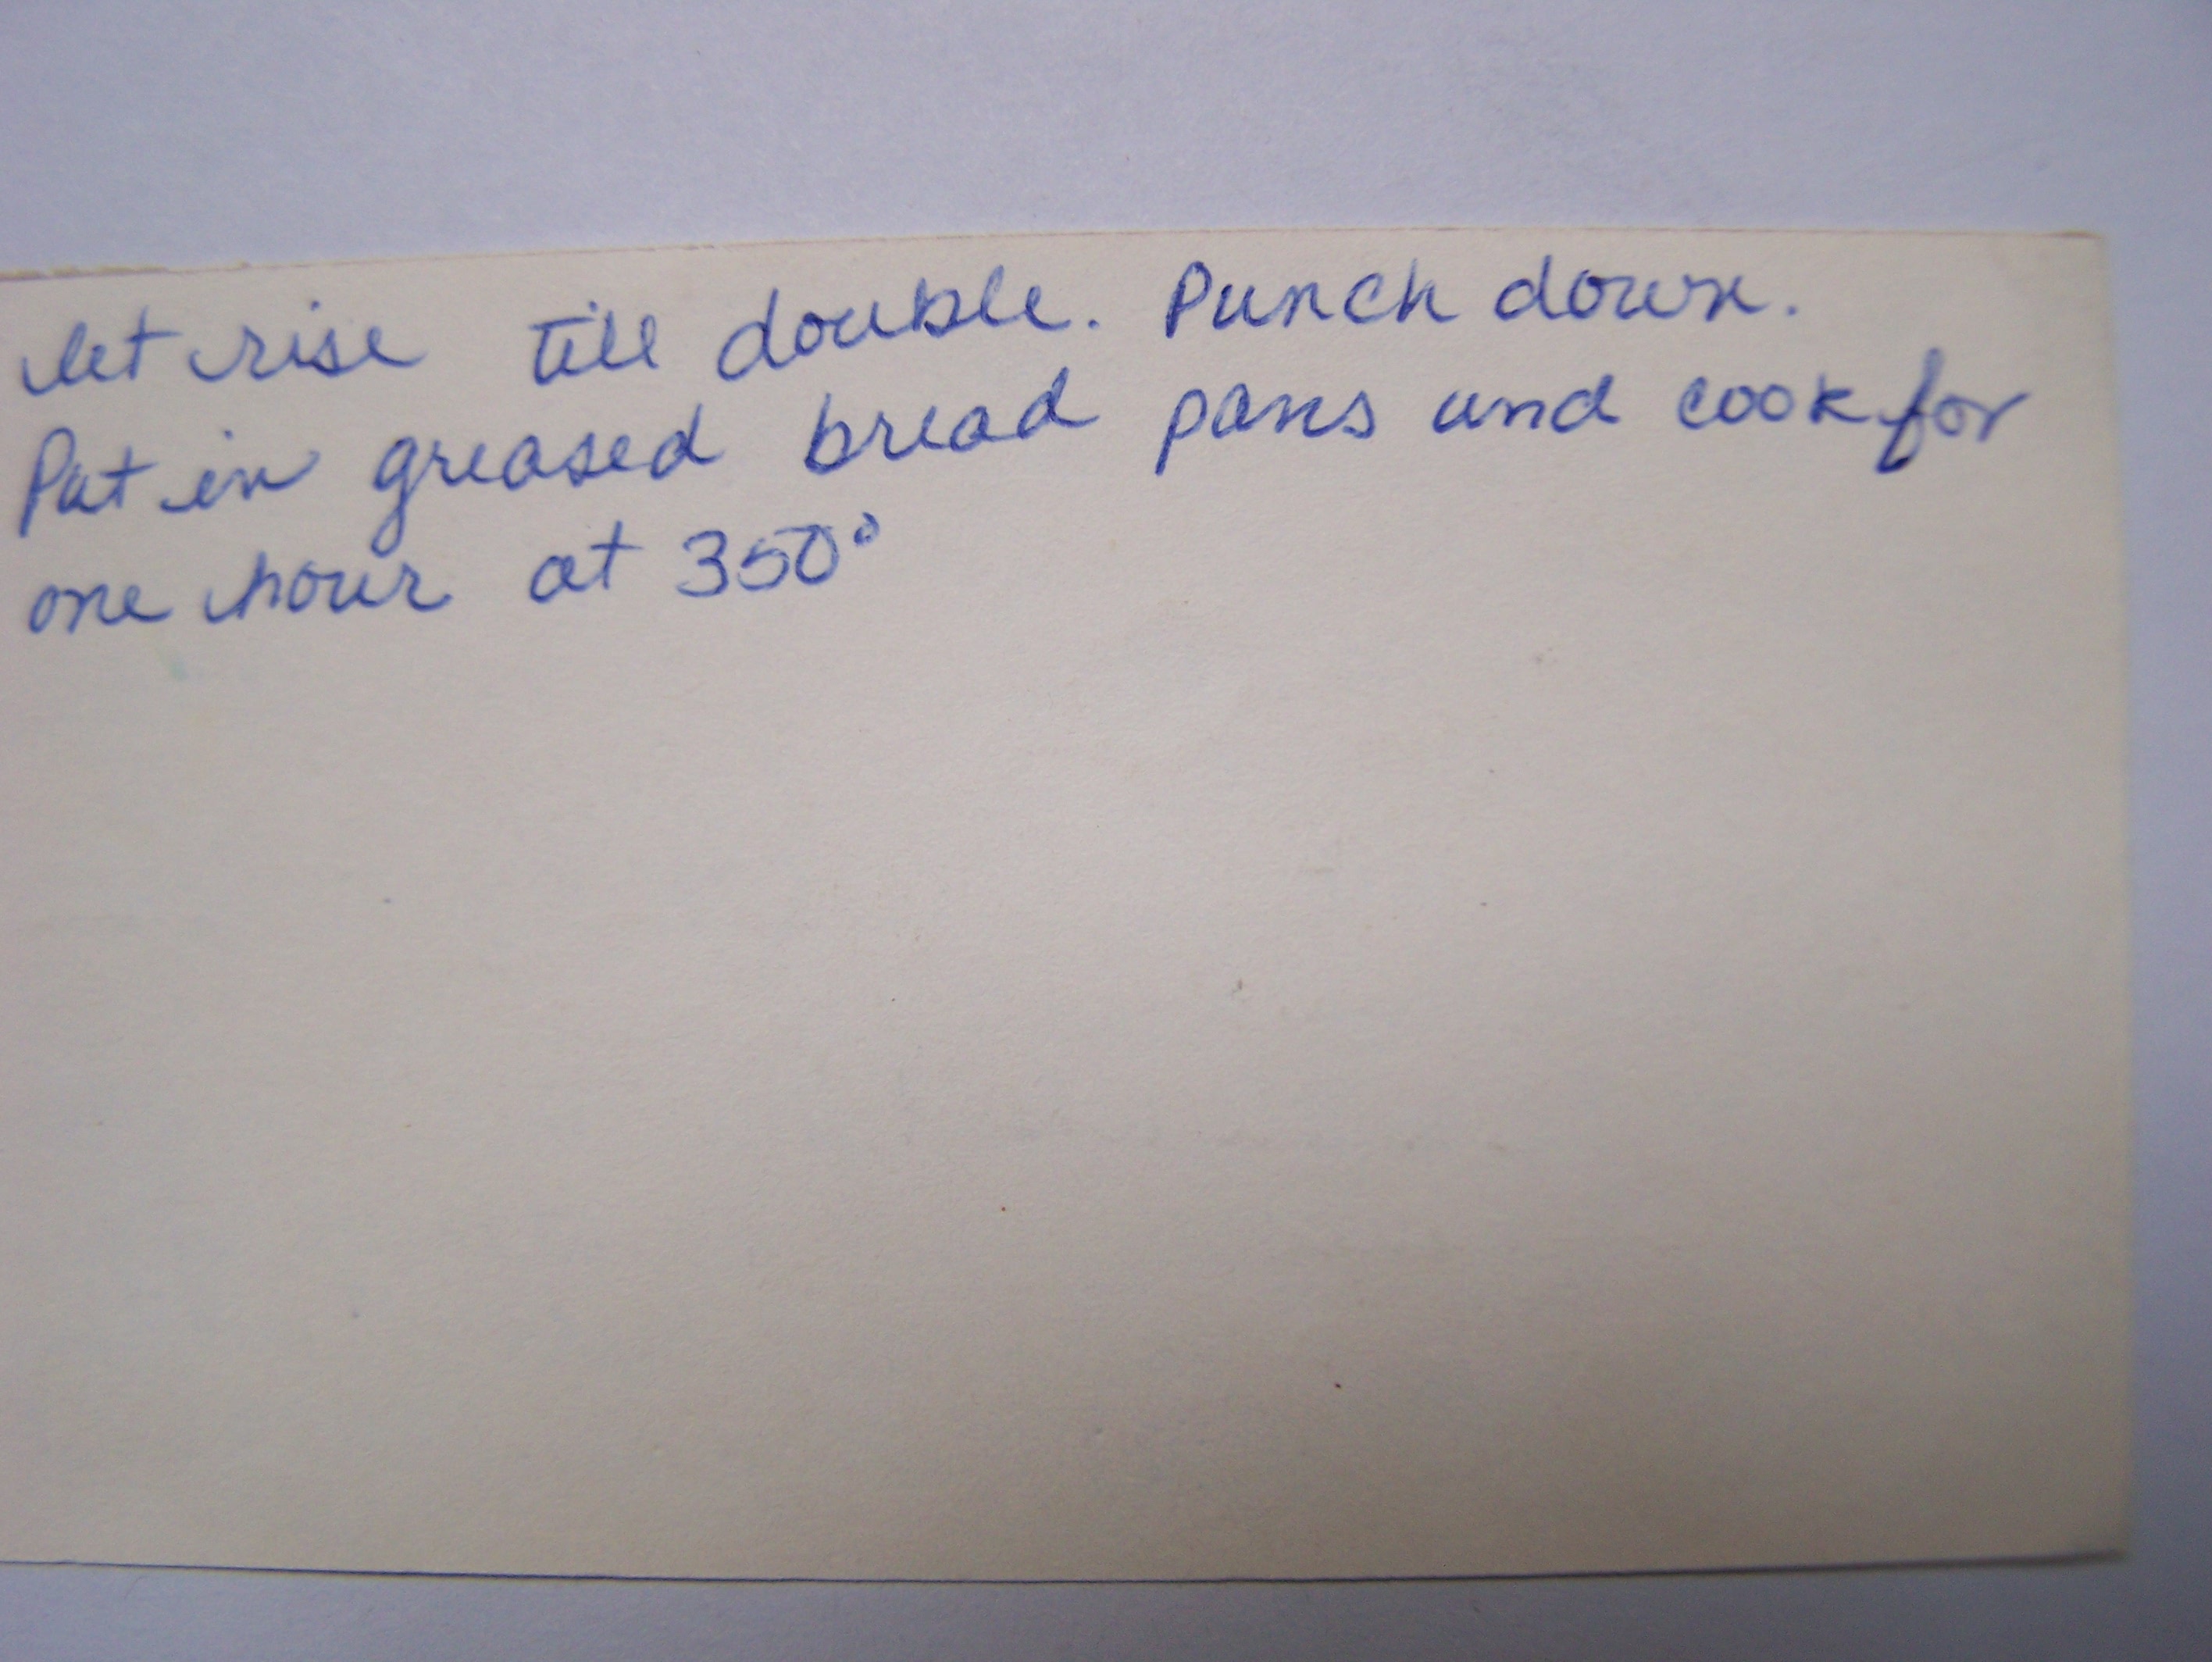 let rise till double. Punch down.
Put in greased bread pans and cook for
one hour at 350°